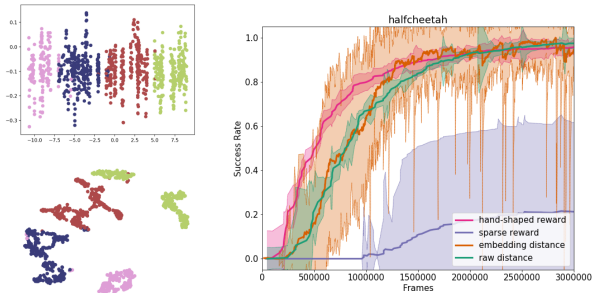 0.1
0.0
−0.1
−0.2
−0.3
−10.0 −7.5 −5.0 −2.5 0.0 2.5 5.0 7.5
halfcheetah
1.0
0.8
0.6
0.4
0.2
0.0
Success Rate
hand-shaped reward
sparse reward
embedding distance
raw distance
0 500000 1000000 1500000 2000000 2500000 3000000
Frames